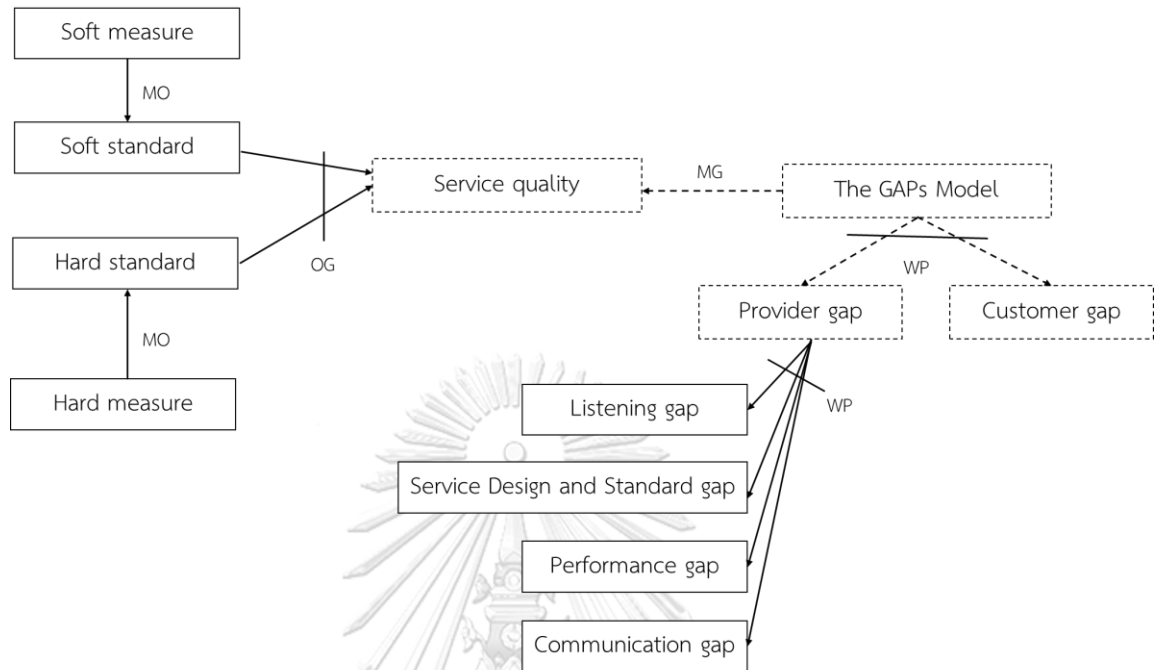 Soft measure
MO
Soft standard
Service quality
MG
The GAPs Model
Hard standard
OG
WP
Provider gap
Customer gap
MO
Hard measure
Listening gap
WP
Service Design and Standard gap
Performance gap
Communication gap